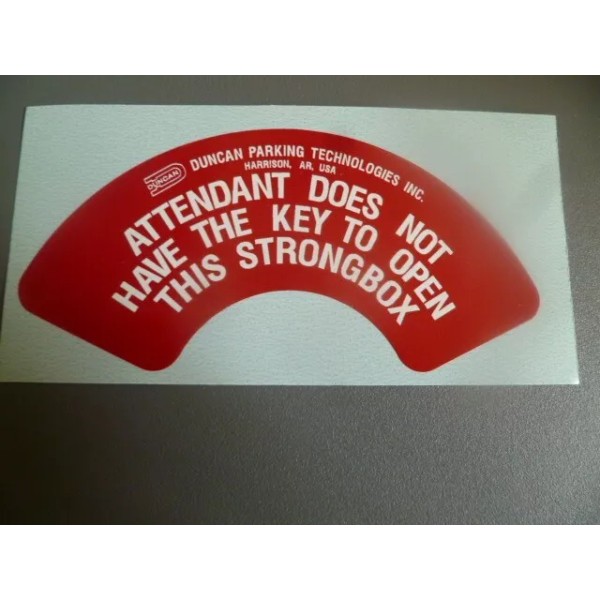 DUNCAN
DUNCAN PARKING TECHNOLOGIES INC.
HARRISON, AR, USA
ATTENDANT DOES NOT
HAVE THE KEY TO OPEN
THIS STRONGBOX